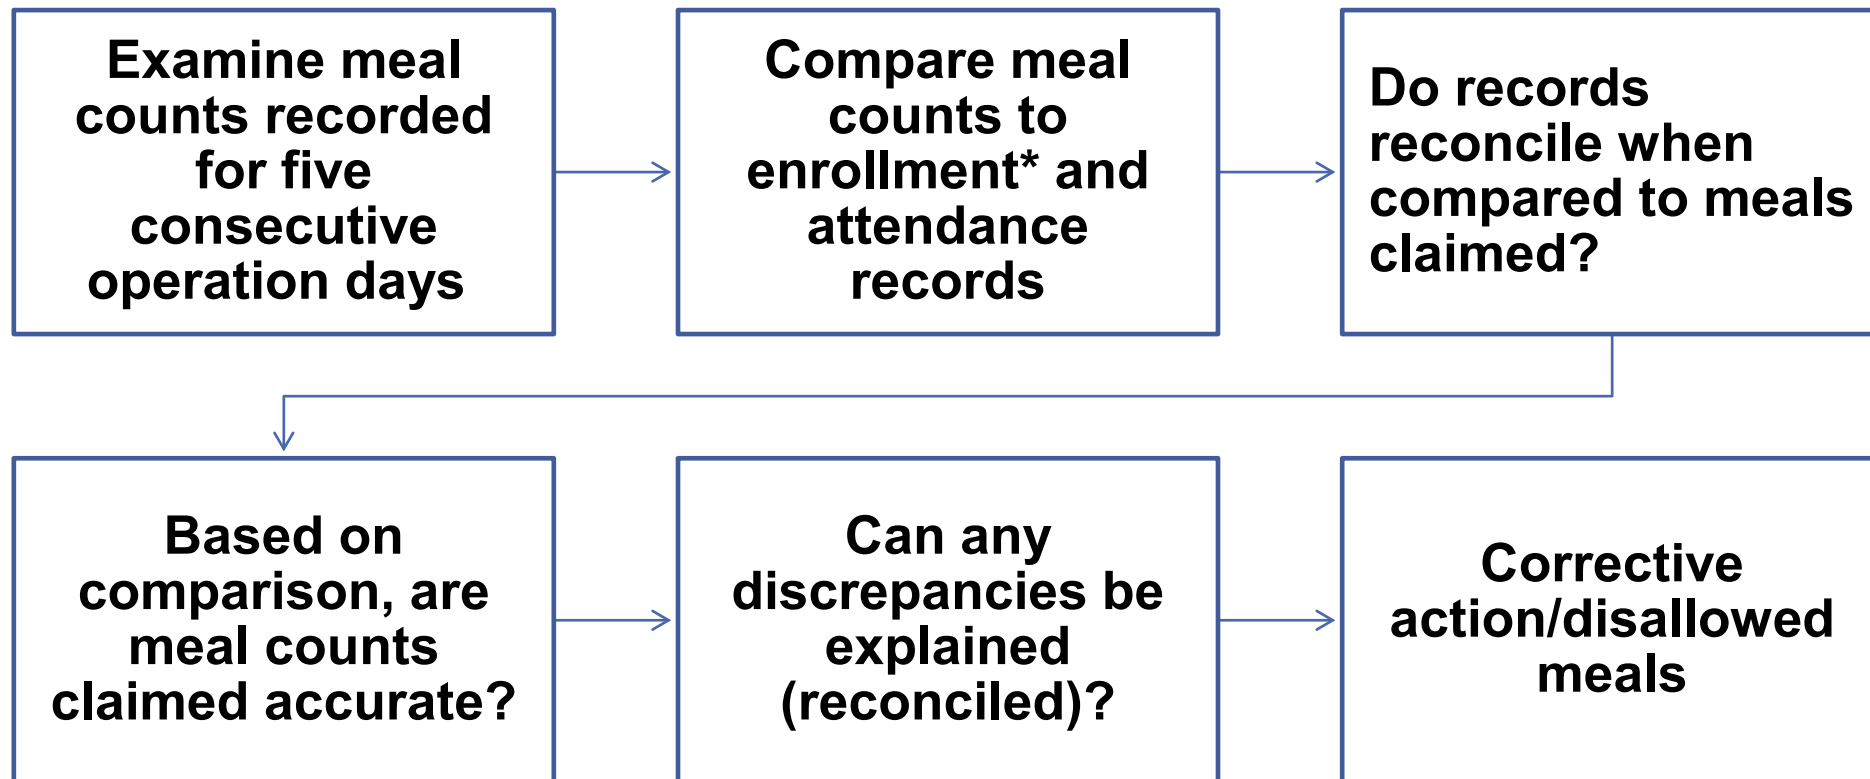 Examine meal
counts recorded
for five
consecutive
operation days
Compare meal
counts to
enrollment* and
attendance
records
Do records
reconcile when
compared to meals
claimed?
Based on
comparison, are
meal counts
claimed accurate?
Can any
discrepancies be
explained
(reconciled)?
Corrective
action/disallowed
meals